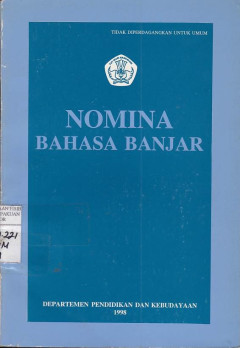 TIDAK DIPERDAGANGKAN UNTUK UMUM
NOMINA
BAHASA BANJAR
DEPARTEMEN PENDIDIKAN DAN KEBUDAYAAN
1998